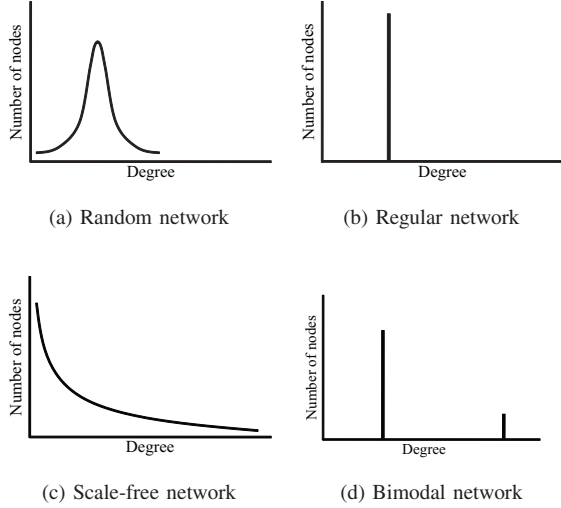 Number of nodes
Degree
(a) Random network
Number of nodes
Degree
(b) Regular network
Number of nodes
Degree
(c) Scale-free network
Number of nodes
Degree
(d) Bimodal network